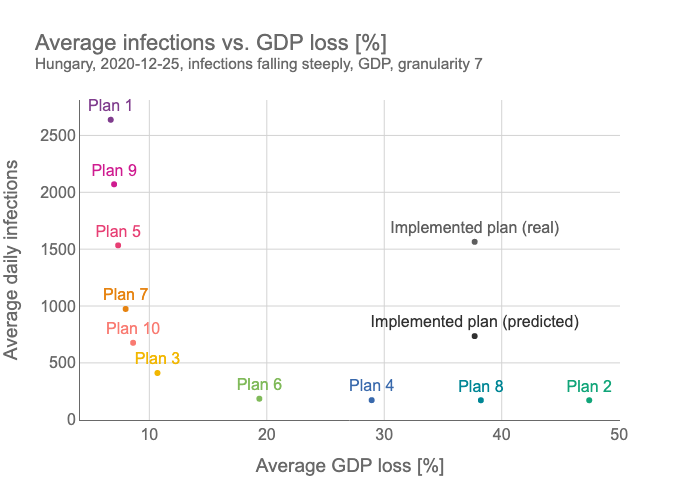 Average infections vs. GDP loss [%]
Hungary, 2020-12-25, infections falling steeply, GDP, granularity 7
Plan 1
2500
Plan 9
2000
Plan 5
Implemented plan (real)
1500
Plan 7
1000
Plan 10
Implemented plan (predicted)
Plan 3
500
Plan 6
Plan 4
Plan 8
Plan 2
0
10
20
30
40
50
Average daily infections
Average GDP loss [%]